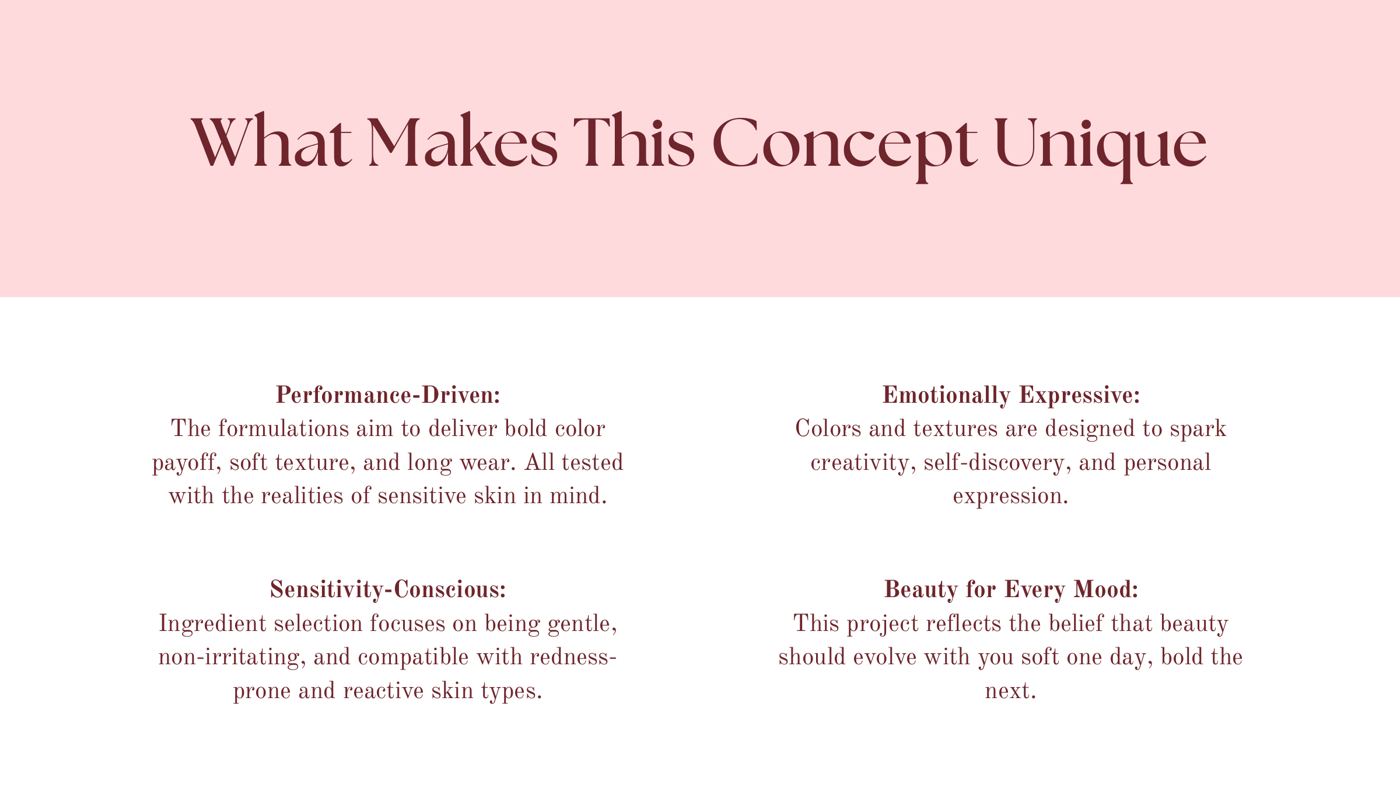 What Makes This Concept Unique
Performance-Driven:
The formulations aim to deliver bold color
payoff, soft texture, and long wear. All tested
with the realities of sensitive skin in mind.
Sensitivity-Conscious:
Ingredient selection focuses on being gentle,
non-irritating, and compatible with redness-
prone and reactive skin types.
Emotionally Expressive:
Colors and textures are designed to spark
creativity, self-discovery, and personal
expression.
Beauty for Every Mood:
This project reflects the belief that beauty
should evolve with you soft one day, bold the
next.